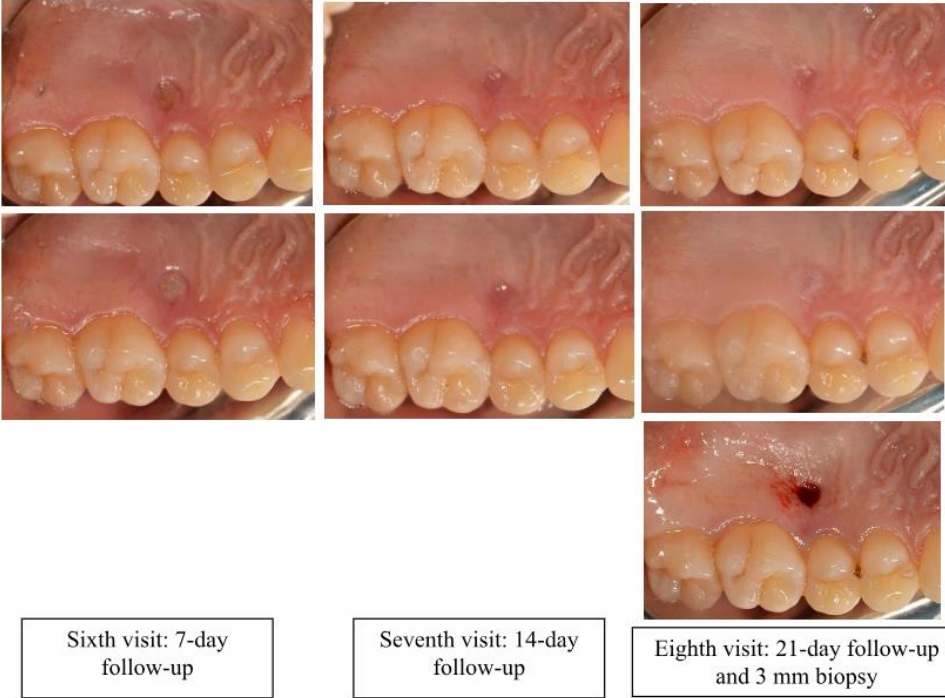 Sixth visit: 7-day
follow-up
Seventh visit: 14-day
follow-up
Eighth visit: 21-day follow-up
and 3 mm biopsy